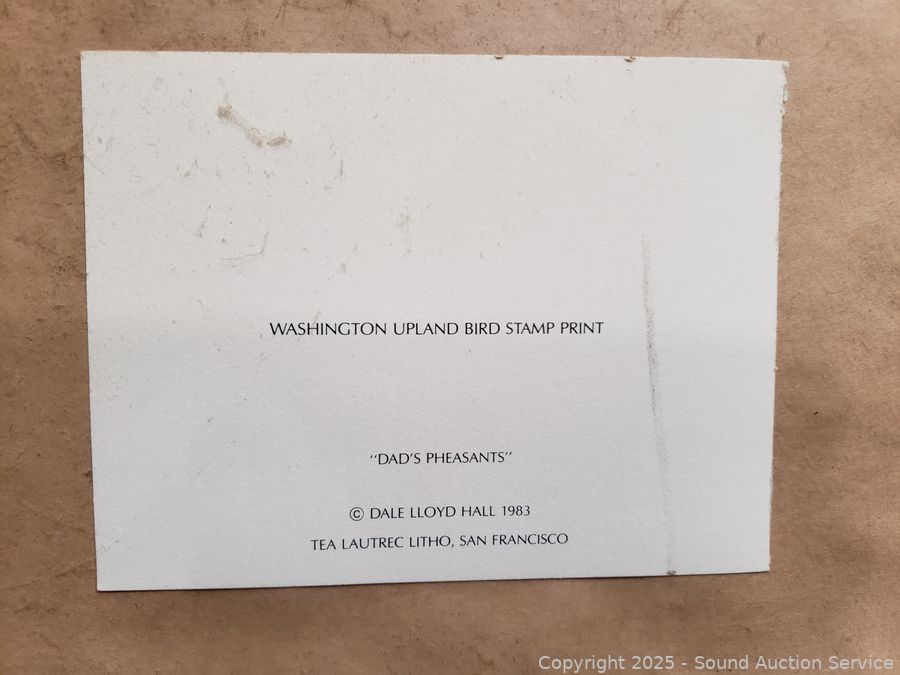 WASHINGTON UPLAND BIRD STAMP PRINT
"DAD'S PHEASANTS"
© DALE LLOYD HALL 1983
TEA LAUTREC LITHO, SAN FRANCISCO
Copyright © 2025 - Sound Auction Service